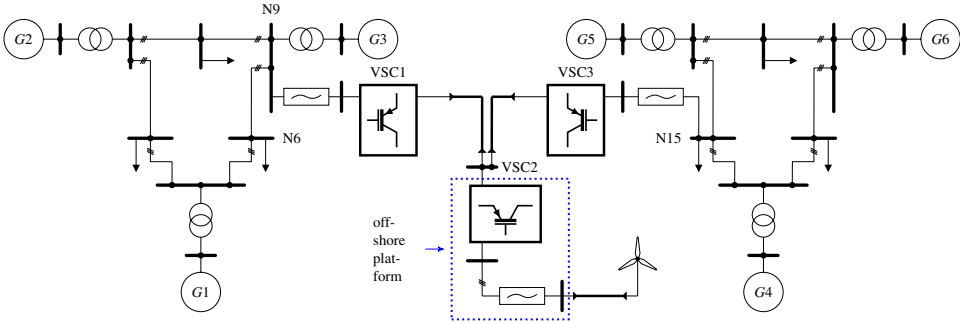 N9
G2
G3
G5
G6
VSC1
VSC3
N6
N15
VSC2
off-
shore
plat-
form
G1
G4